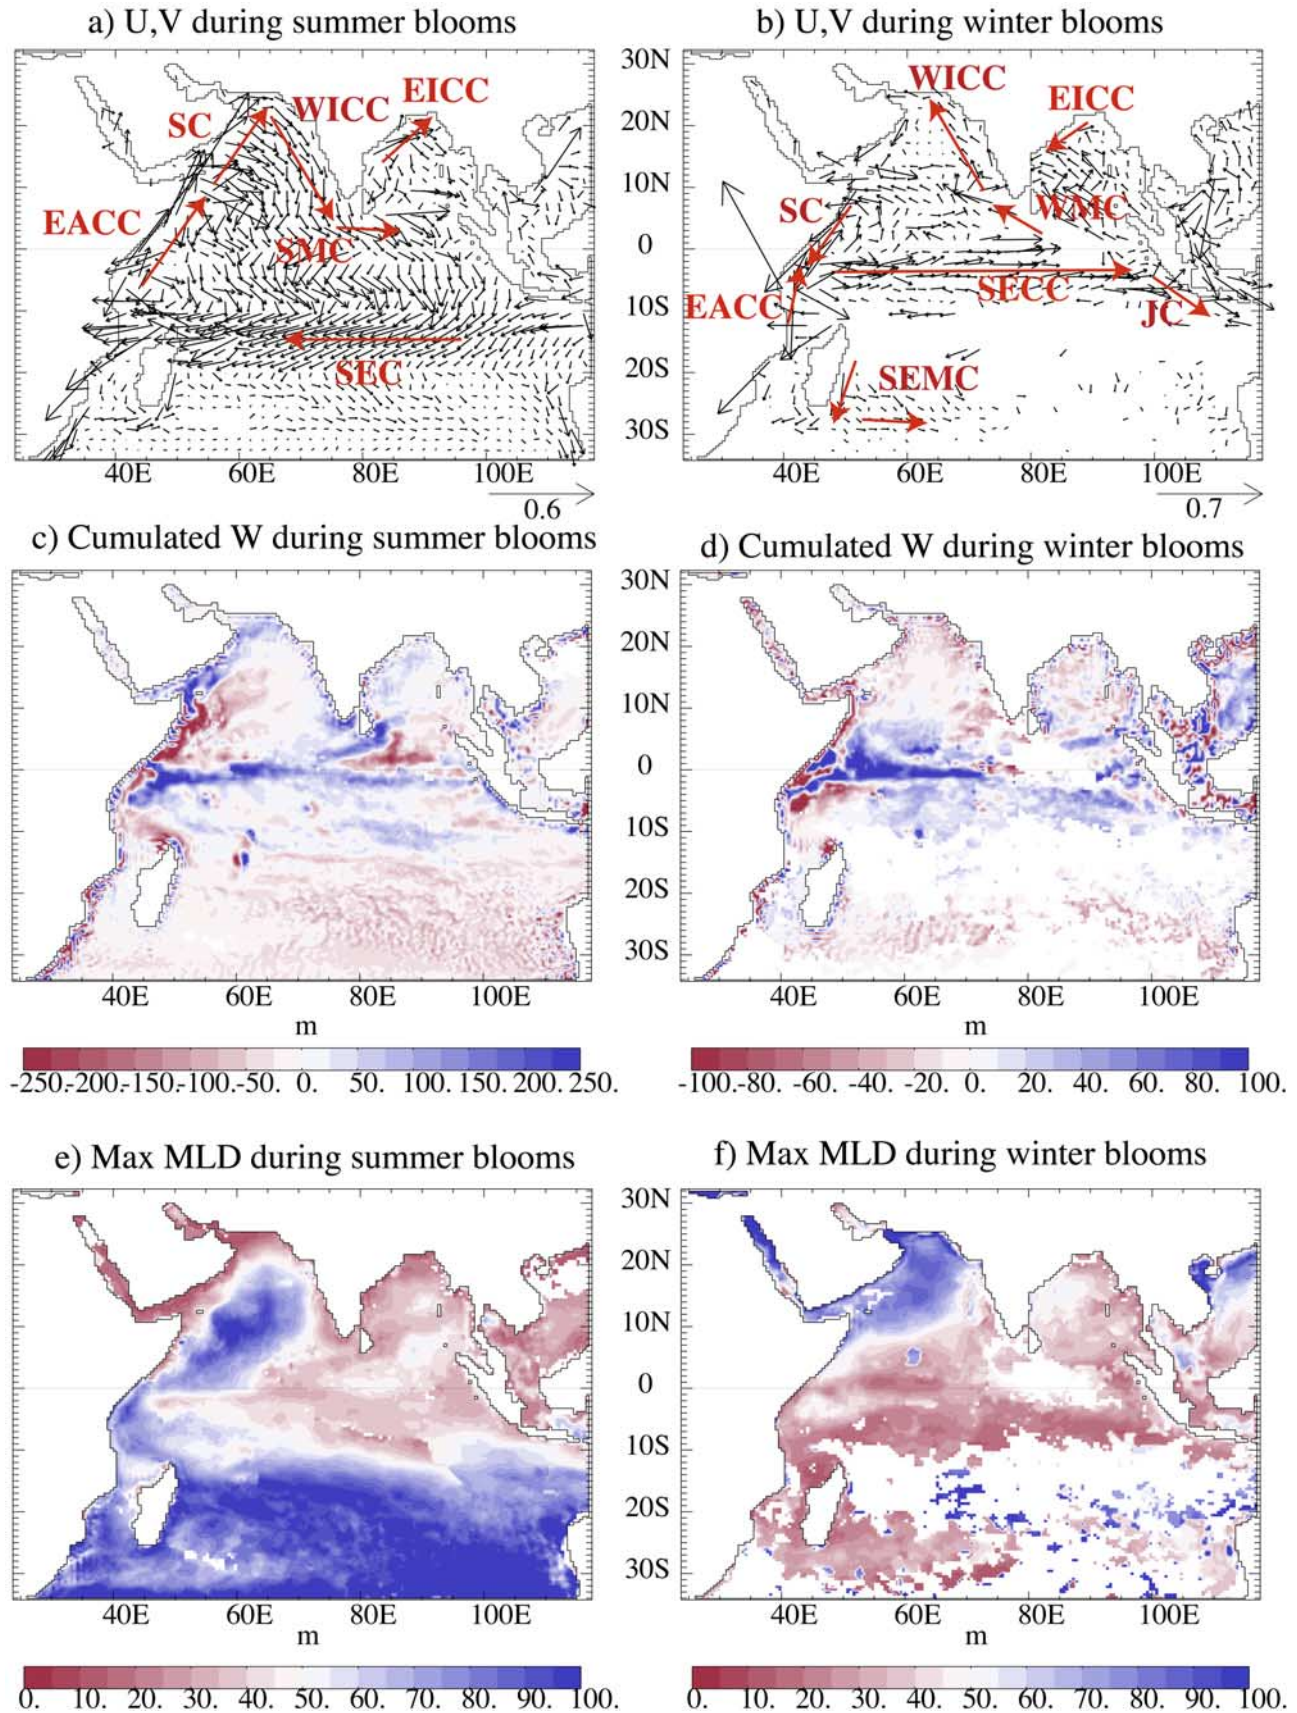 a) U,V during summer blooms
b) U,V during winter blooms
SC
WICC
EICC
EACC
SMC
SEC
40E 60E 80E 100E
0.6
30N
20N
10N
0
10S
20S
30S
WICC
EICC
SC
WMC
SECC
EACC
JC
SEMC
40E 60E 80E 100E
0.7
c) Cumulated W during summer blooms
d) Cumulated W during winter blooms
40E 60E 80E 100E
m
-250.-200.-150.-100.-50. 0. 50. 100. 150. 200. 250.
30N
20N
10N
0
10S
20S
30S
40E 60E 80E 100E
m
-100.-80. -60. -40. -20. 0. 20. 40. 60. 80. 100.
e) Max MLD during summer blooms
f) Max MLD during winter blooms
40E 60E 80E 100E
m
0. 10. 20. 30. 40. 50. 60. 70. 80. 90. 100.
30N
20N
10N
0
10S
20S
30S
40E 60E 80E 100E
m
0. 10. 20. 30. 40. 50. 60. 70. 80. 90. 100.